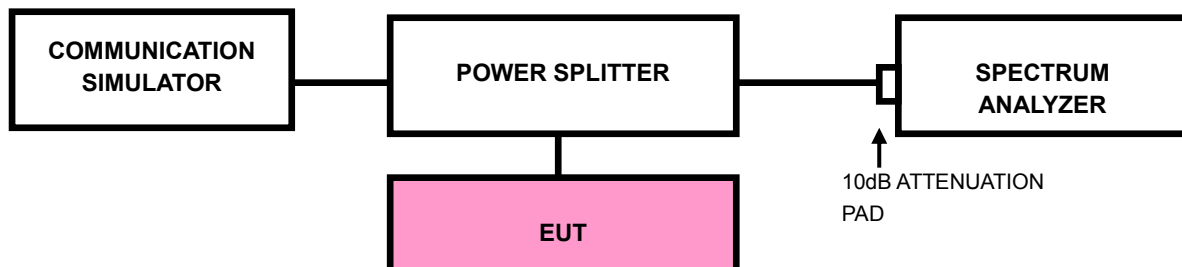 COMMUNICATION
SIMULATOR
POWER SPLITTER
SPECTRUM
ANALYZER
10dB ATTENUATION
PAD
EUT